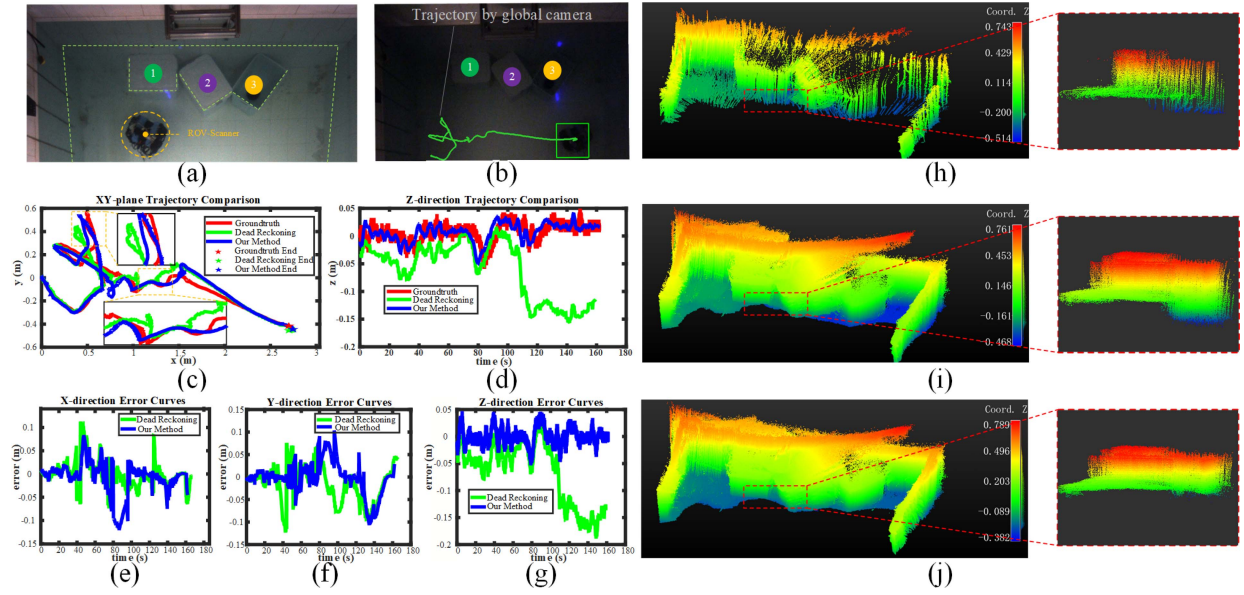 1
2
3
ROV-Scanner
(a)
Trajectory by global camera
1
2
3
(b)
Coord. Z
0.743
0.429
0.114
-0.200
-0.514
(h)
XY-plane Trajectory Comparison
0.6
0.4
0.2
0
-0.2
-0.4
-0.6
y (m)
Groundtruth
Dead Reckoning
Our Method
Groundtruth End
Dead Reckoning End
Our Method End
0 0.5 1 1.5 2 2.5 3
x (m)
(c)
Z-direction Trajectory Comparison
0.05
0
-0.05
-0.1
-0.15
-0.2
z (m)
Groundtruth
Dead Reckoning
Our Method
0 20 40 60 80 100 120 140 160 180
time (s)
(d)
Coord. Z
0.761
0.453
0.146
-0.161
-0.468
(i)
X-direction Error Curves
0.15
0.1
0.05
0
-0.05
-0.1
-0.15
error (m)
Dead Reckoning
Our Method
0 20 40 60 80 100 120 140 160 180
time (s)
(e)
Y-direction Error Curves
0.15
0.1
0.05
0
-0.05
-0.1
-0.15
error (m)
Dead Reckoning
Our Method
0 20 40 60 80 100 120 140 160 180
time (s)
(f)
Z-direction Error Curves
0.05
0
-0.05
-0.1
-0.15
-0.2
error (m)
Dead Reckoning
Our Method
0 20 40 60 80 100 120 140 160 180
time (s)
(g)
Coord. Z
0.789
0.496
0.203
-0.089
-0.382
(j)